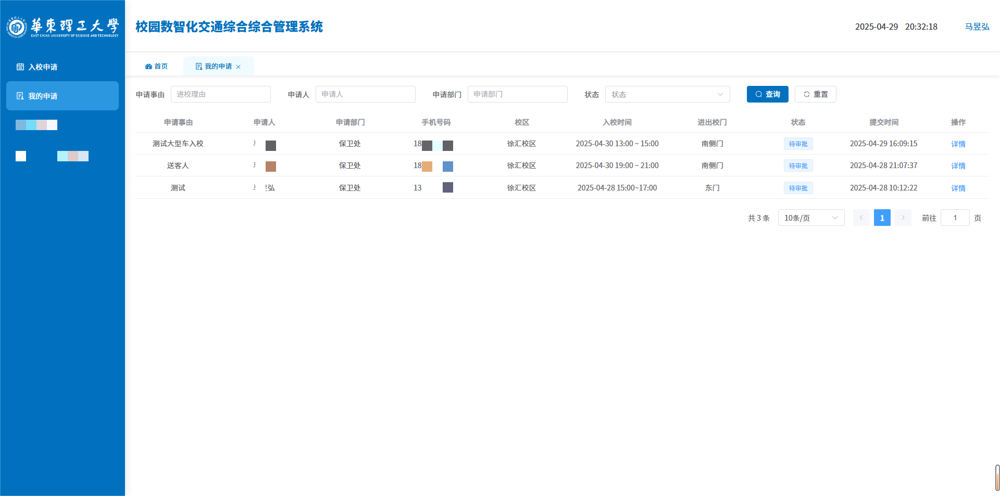 華東理工大學
EAST CHINA UNIVERSITY OF SCIENCE AND TECHNOLOGY
校园数智化交通综合综合管理系统
2025-04-29 20:32:18
马昱弘
入校申请
我的申请
首页
我的申请
申请事由 进校理由 申请人 申请人 申请部门 申请部门 状态 状态 查询 重置
申请事由 申请人 申请部门 手机号码 校区 入校时间 进出校门 状态 提交时间 操作
测试大型车入校 保卫处 18 徐汇校区 2025-04-30 13:00 ~ 15:00 南侧门 待审批 2025-04-29 16:09:15 详情
送客人 保卫处 18 徐汇校区 2025-04-30 19:00 ~ 21:00 南侧门 待审批 2025-04-28 21:07:37 详情
测试 弘 保卫处 13 徐汇校区 2025-04-28 15:00~17:00 东门 待审批 2025-04-28 10:12:22 详情
共 3 条 10条/页 1 前往 1 页